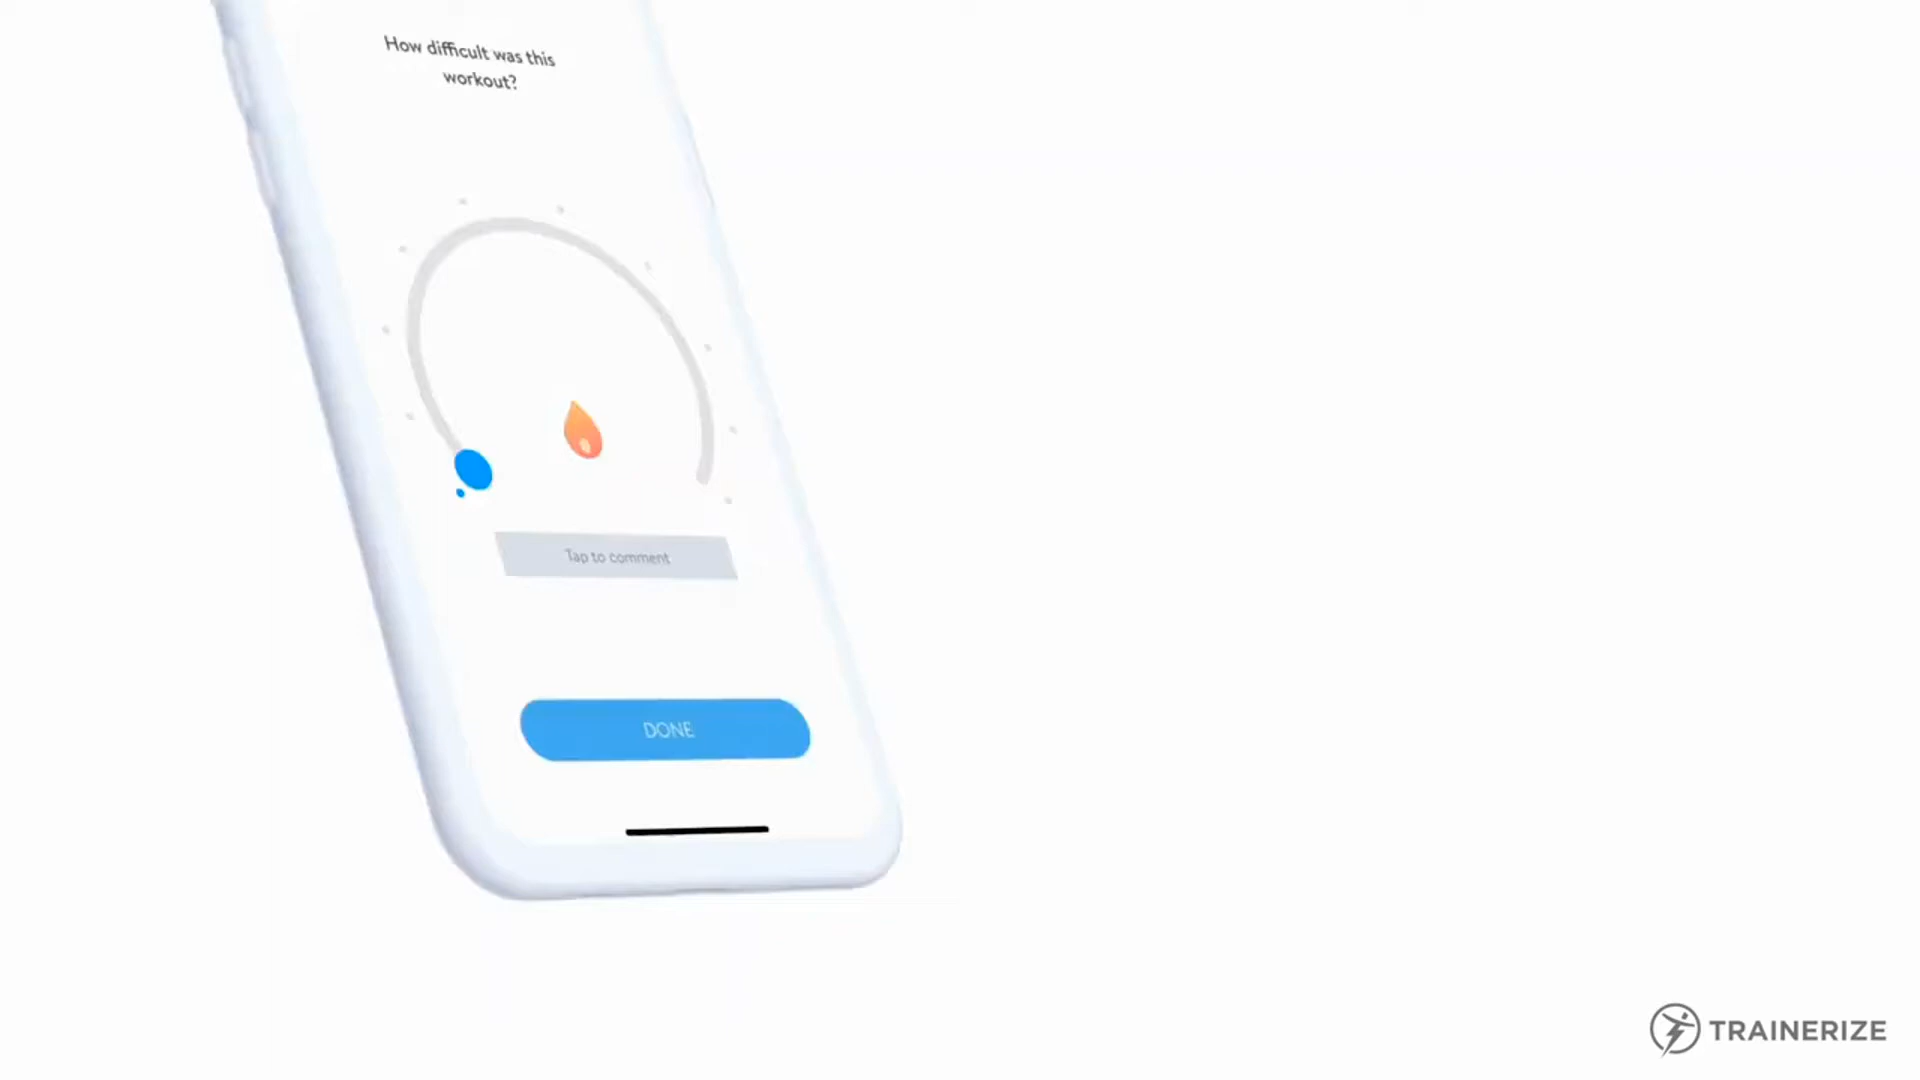 How difficult was this
workout?
Tap to comment
DONE
TRAINERIZE